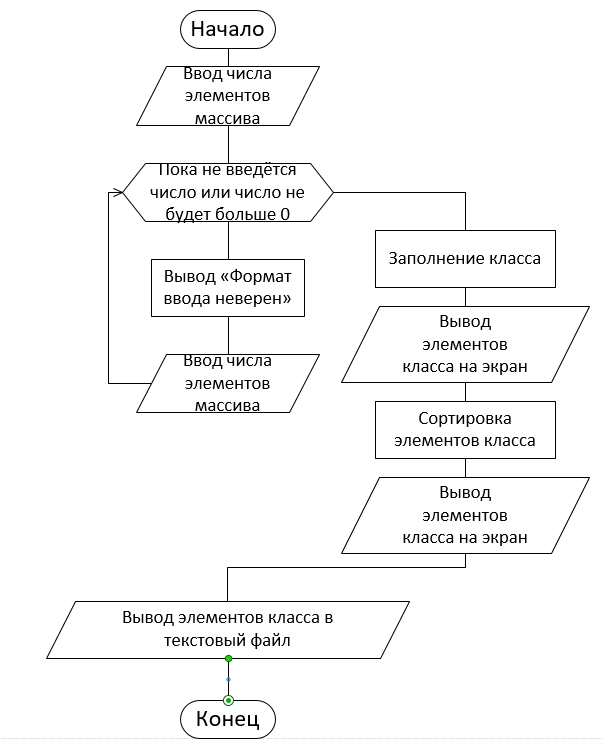 Начало
Ввод числа
элементов
массива
Пока не введётся
число или число не
будет больше 0
Вывод «Формат
ввода неверен»
Ввод числа
элементов
массива
Заполнение класса
Вывод
элементов
класса на экран
Сортировка
элементов класса
Вывод
элементов
класса на экран
Вывод элементов класса в
текстовый файл
Конец